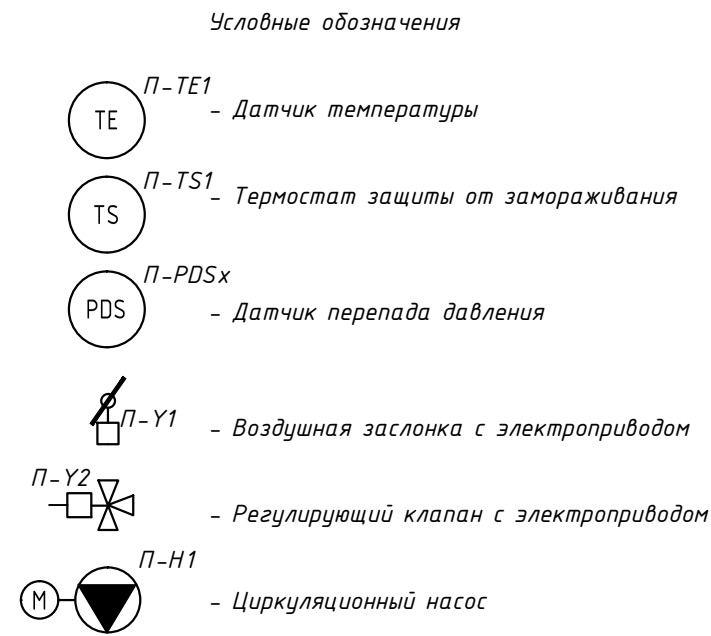 Условные обозначения
П-TE1
TE
- Датчик температуры
П-TS1
TS
- Термостат защиты от замораживания
П-PDSx
PDS
- Датчик перепада давления
П-Y1
- Воздушная заслонка с электроприводом
П-Y2
- Регулирующий клапан с электроприводом
П-Н1
М
- Циркуляционный насос